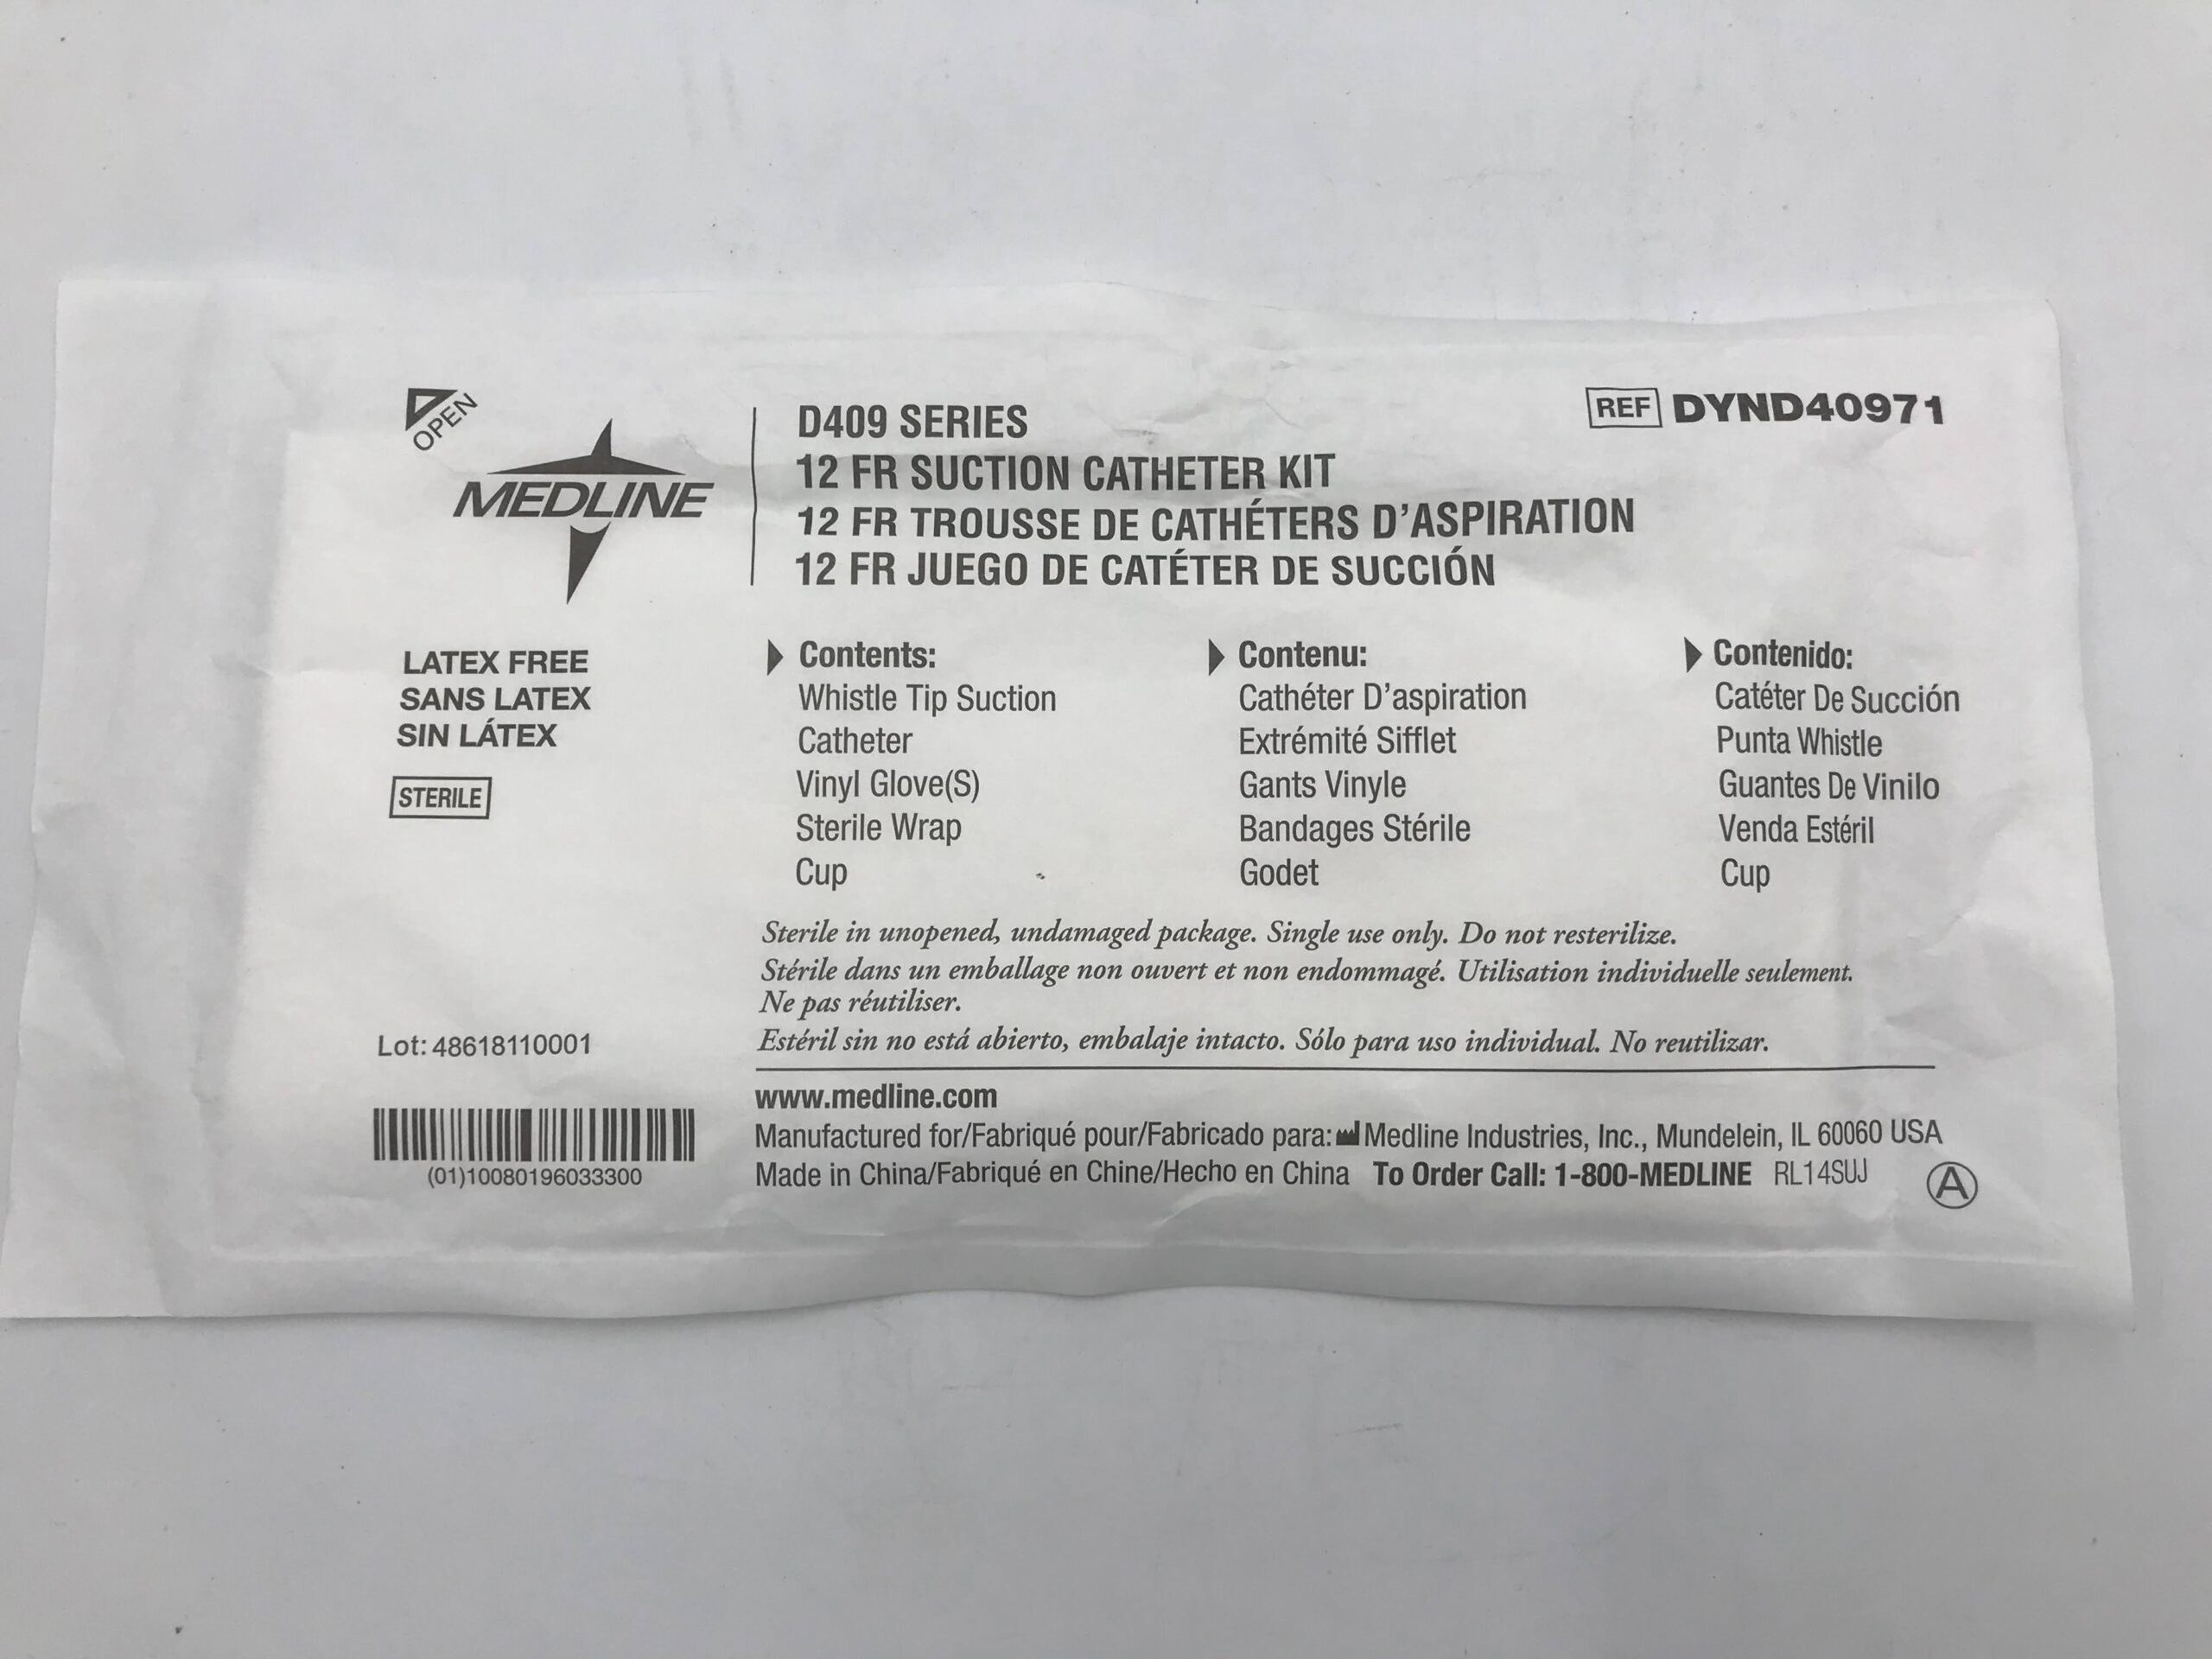 OPEN
MEDLINE
D409 SERIES
12 FR SUCTION CATHETER KIT
12 FR TROUSSE DE CATHÉTERS D'ASPIRATION
12 FR JUEGO DE CATÉTER DE SUCCIÓN
REF DYND40971
LATEX FREE
SANS LATEX
SIN LÁTEX
STERILE
Contents:
Whistle Tip Suction
Catheter
Vinyl Glove(S)
Sterile Wrap
Cup
Contenu:
Cathéter D'aspiration
Extrémité Sifflet
Gants Vinyle
Bandages Stérile
Godet
Contenido:
Catéter De Succión
Punta Whistle
Guantes De Vinilo
Venda Estéril
Cup
Sterile in unopened, undamaged package. Single use only. Do not resterilize.
Stérile dans un emballage non ouvert et non endommagé. Utilisation individuelle seulement.
Ne pas réutiliser.
Estéril sin no está abierto, embalaje intacto. Sólo para uso individual. No reutilizar.
Lot: 48618110001
(01)10080196033300
www.medline.com
Manufactured for/Fabriqué pour/Fabricado para: Medline Industries, Inc., Mundelein, IL 60060 USA
Made in China/Fabriqué en Chine/Hecho en China To Order Call: 1-800-MEDLINE RL14SUJ
A